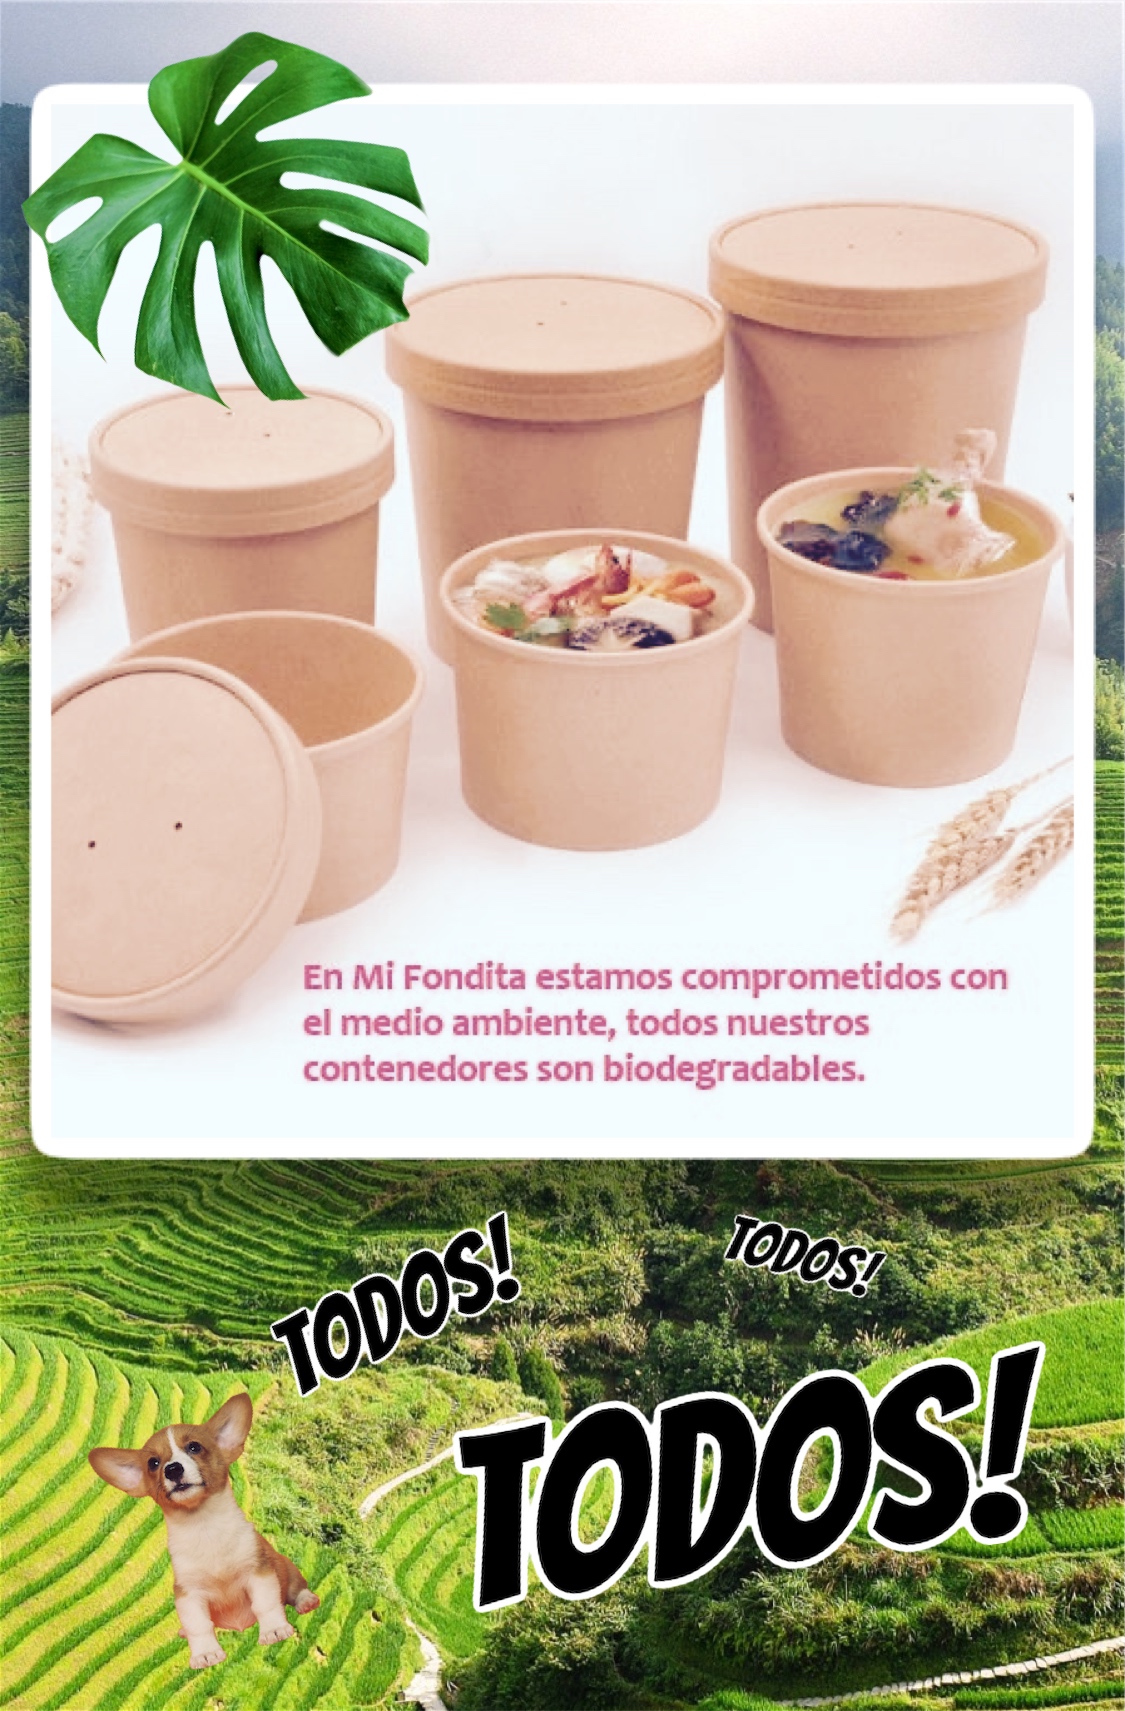 En Mi Fondita estamos comprometidos con
el medio ambiente, todos nuestros
contenedores son biodegradables.
TODOS!
TODOS!
TODOS!